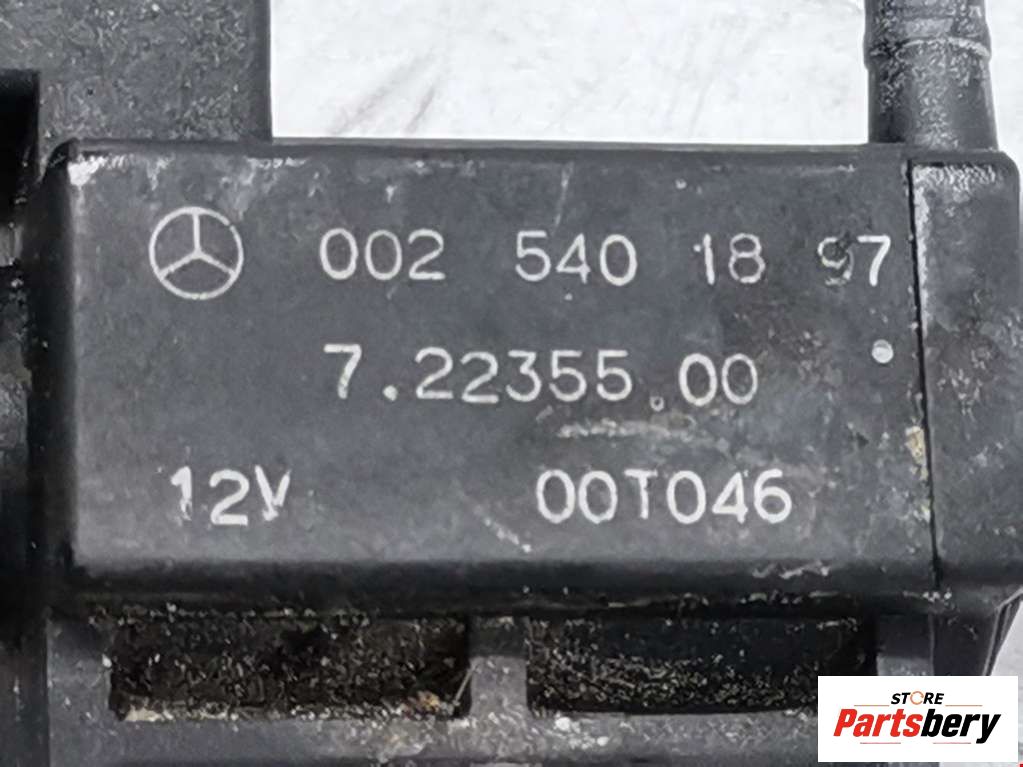 002 540 18 97
7.22355.00
12V 00T046
STORE
Partsbery